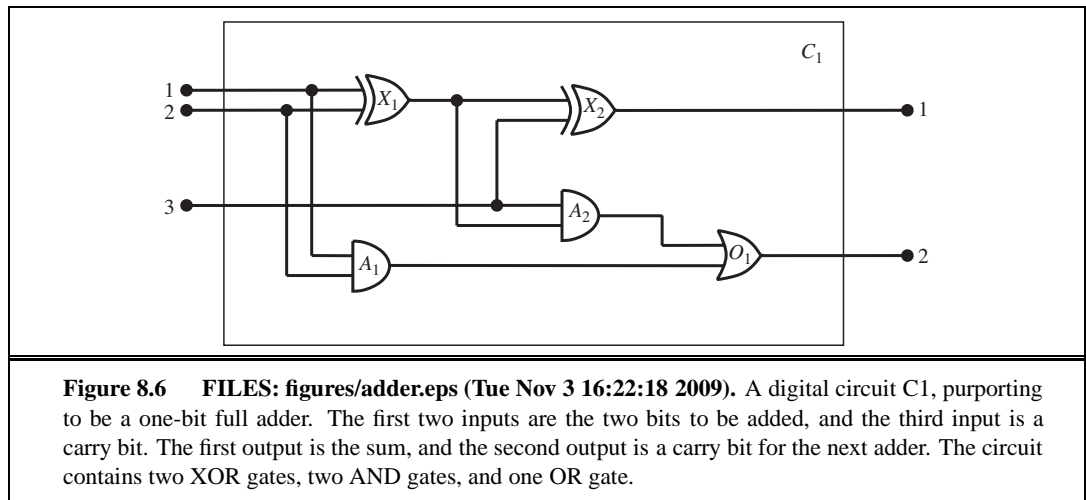 C1
1
X1
X2
1
2
3
A2
A1
O1
2
Figure 8.6 FILES: figures/adder.eps (Tue Nov 3 16:22:18 2009). A digital circuit C1, purporting
to be a one-bit full adder. The first two inputs are the two bits to be added, and the third input is a
carry bit. The first output is the sum, and the second output is a carry bit for the next adder. The circuit
contains two XOR gates, two AND gates, and one OR gate.